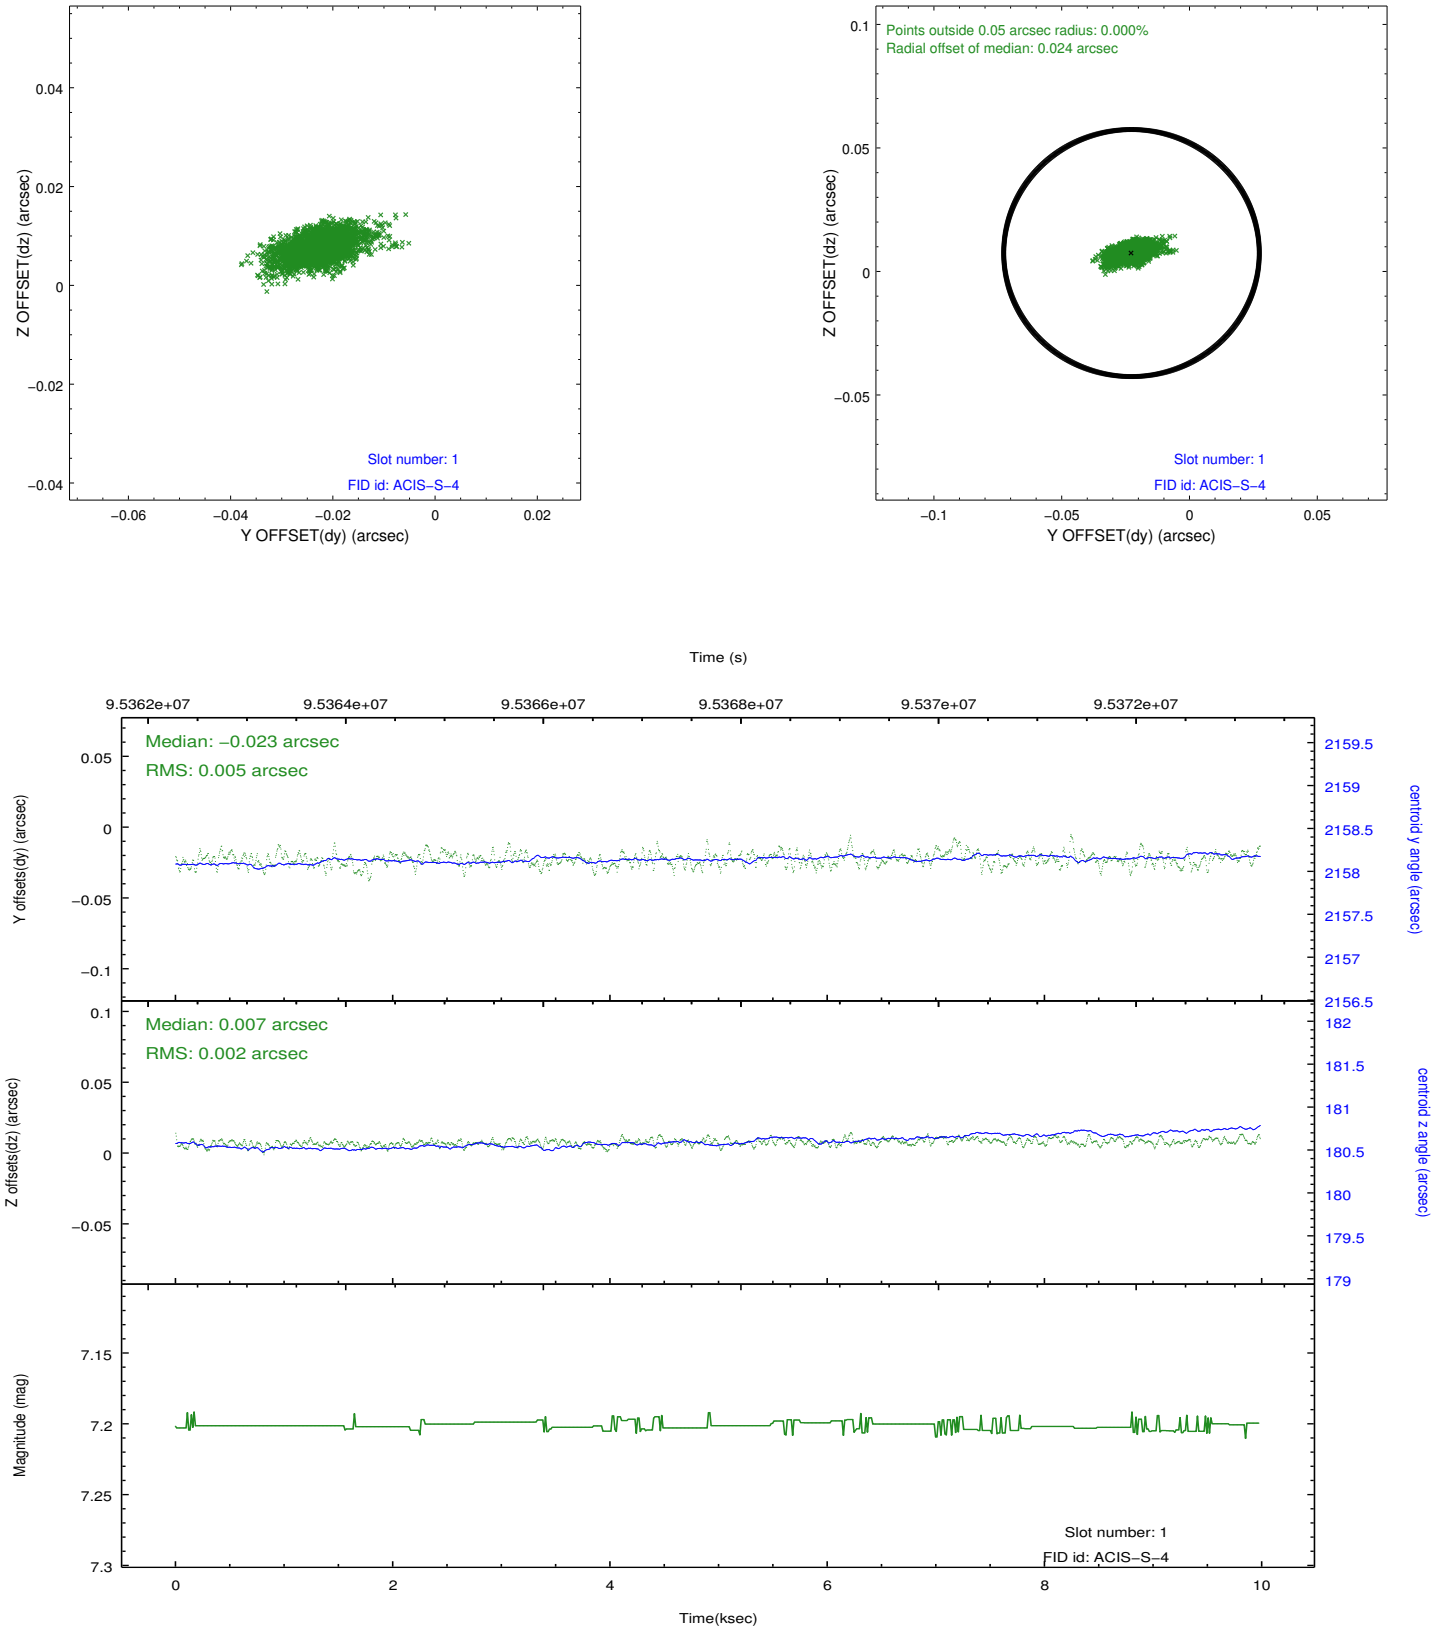 0.04
0.02
0
−0.02
−0.04
Z OFFSET(dz) (arcsec)
Slot number: 1
FID id: ACIS−S−4
−0.06
−0.04
−0.02
0
0.02
Y OFFSET(dy) (arcsec)
Points outside 0.05 arcsec radius: 0.000%
Radial offset of median: 0.024 arcsec
0.1
0.05
0
−0.05
Z OFFSET(dz) (arcsec)
Slot number: 1
FID id: ACIS−S−4
−0.1
−0.05
0
0.05
Y OFFSET(dy) (arcsec)
Time (s)
9.5362e+07
9.5364e+07
9.5366e+07
9.5368e+07
9.537e+07
9.5372e+07
Median: −0.023 arcsec
RMS: 0.005 arcsec
0.05
0
−0.05
−0.1
Y offsets(dy) (arcsec)
2159.5
2159
2158.5
2158
2157.5
2157
2156.5
centroid y angle (arcsec)
Median: 0.007 arcsec
RMS: 0.002 arcsec
0.1
0.05
0
−0.05
Z offsets(dz) (arcsec)
182
181.5
181
180.5
180
179.5
179
centroid z angle (arcsec)
7.15
7.2
7.25
7.3
Magnitude (mag)
Slot number: 1
FID id: ACIS−S−4
0
2
4
6
8
10
Time(ksec)